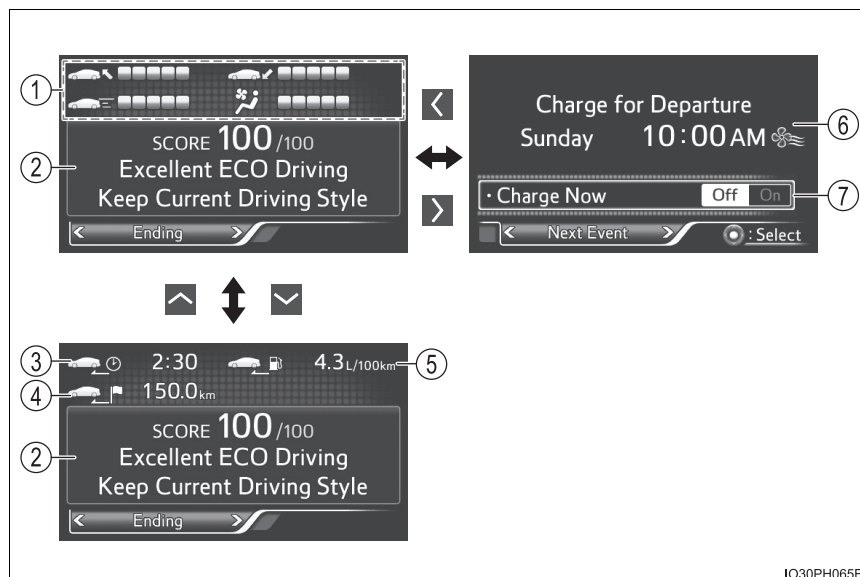 1
2
SCORE 100 /100
Excellent ECO Driving
Keep Current Driving Style
Ending
Charge for Departure
Sunday 10:00 AM
6
• Charge Now Off On
7
Next Event : Select
3
2:30
4.3 L/100km
5
4
150.0 km
SCORE 100 /100
2
Excellent ECO Driving
Keep Current Driving Style
Ending
IO30PH065E